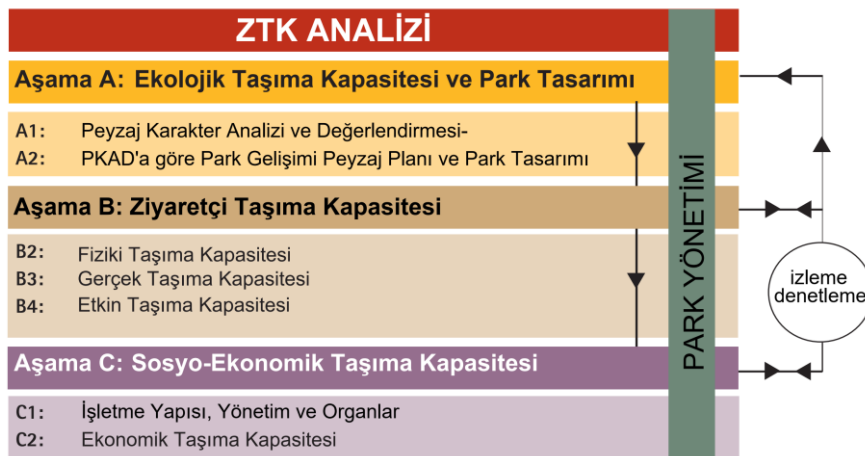 ZTK ANALİZİ
Aşama A: Ekolojik Taşıma Kapasitesi ve Park Tasarımı
A1: Peyzaj Karakter Analizi ve Değerlendirmesi-
A2: PKAD'a göre Park Gelişimi Peyzaj Planı ve Park Tasarımı
Aşama B: Ziyaretçi Taşıma Kapasitesi
B2: Fiziki Taşıma Kapasitesi
B3: Gerçek Taşıma Kapasitesi
B4: Etkin Taşıma Kapasitesi
Aşama C: Sosyo-Ekonomik Taşıma Kapasitesi
C1: İşletme Yapısı, Yönetim ve Organlar
C2: Ekonomik Taşıma Kapasitesi
PARK YÖNETİMİ
izleme
denetleme